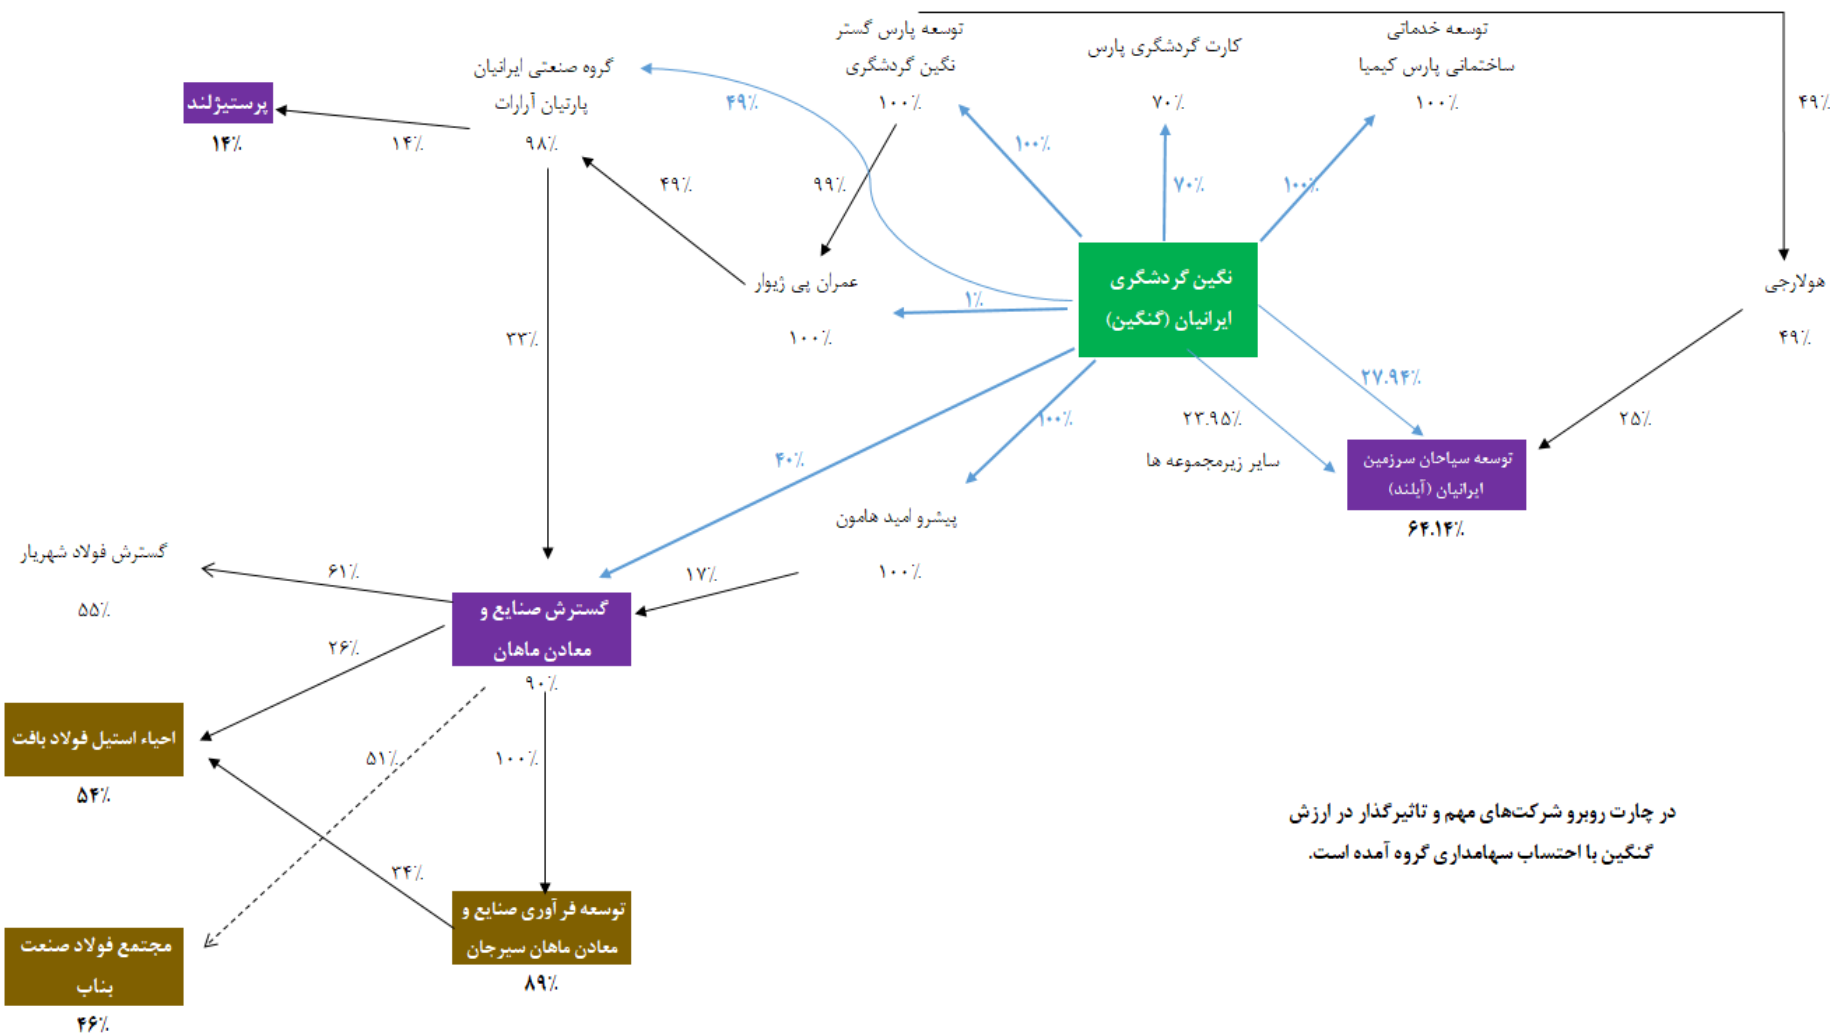 توسعه خدماتی
ساختمانی پارس کیمیا
۱۰۰٪
کارت گردشگری پارس
۷۰٪
توسعه پارس گستر
نگین گردشگری
۱۰۰٪
گروه صنعتی ایرانیان
پارتیان آرارات
۹۸٪
پرستیژلند
۱۴٪
۱۴٪
۴۹٪
۴۹٪
۱۰۰٪
۷۰٪
۱۰۰٪
۹۹٪
۴۹٪
عمران پی ژیوار
۱۰۰٪
۱٪
نگین گردشگری
ایرانیان (گنگین)
هولارجی
۴۹٪
۳۳٪
۲۷.۹۴٪
۲۵٪
۲۳.۹۵٪
سایر زیرمجموعه ها
۴۰٪
۱۰۰٪
توسعه سیاحان سرزمین
ایرانیان (آیلند)
۶۴.۱۴٪
پیشرو امید هامون
۱۰۰٪
۱۷٪
گسترش فولاد شهریار
۵۵٪
۶۱٪
گسترش صنایع و
معادن ماهان
۹۰٪
۲۶٪
احیاء استیل فولاد بافت
۵۴٪
۵۱٪
۱۰۰٪
۳۴٪
توسعه فرآوری صنایع و
معادن ماهان سیرجان
۸۹٪
مجتمع فولاد صنعت
بناب
۴۶٪
در چارت روبرو شرکت‌های مهم و تاثیرگذار در ارزش
گنگین با احتساب سهامداری گروه آمده است.